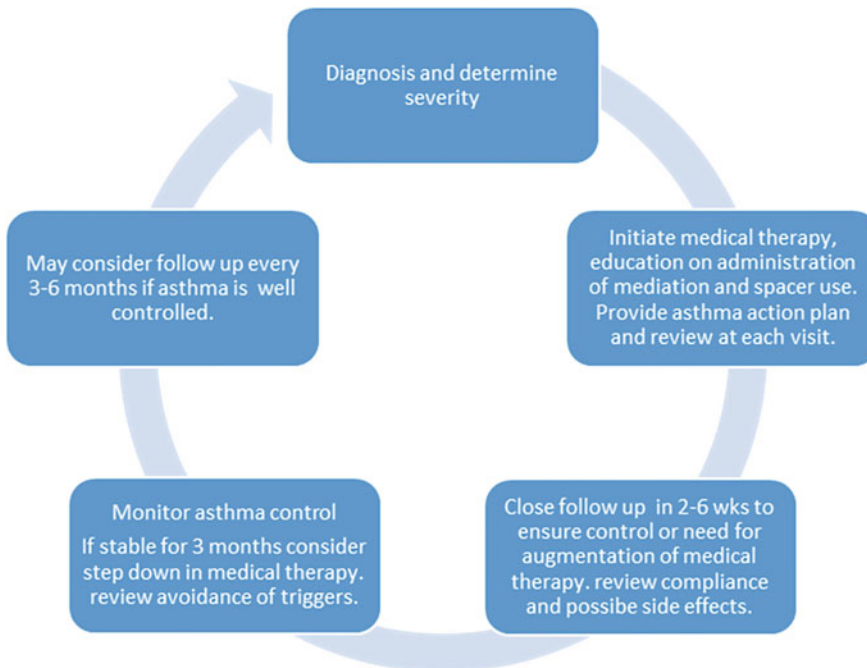 Diagnosis and determine
severity
Initiate medical therapy,
education on administration
of mediation and spacer use.
Provide asthma action plan
and review at each visit.
Close follow up in 2-6 wks to
ensure control or need for
augmentation of medical
therapy. review compliance
and possibe side effects.
Monitor asthma control
If stable for 3 months consider
step down in medical therapy.
review avoidance of triggers.
May consider follow up every
3-6 months if asthma is well
controlled.